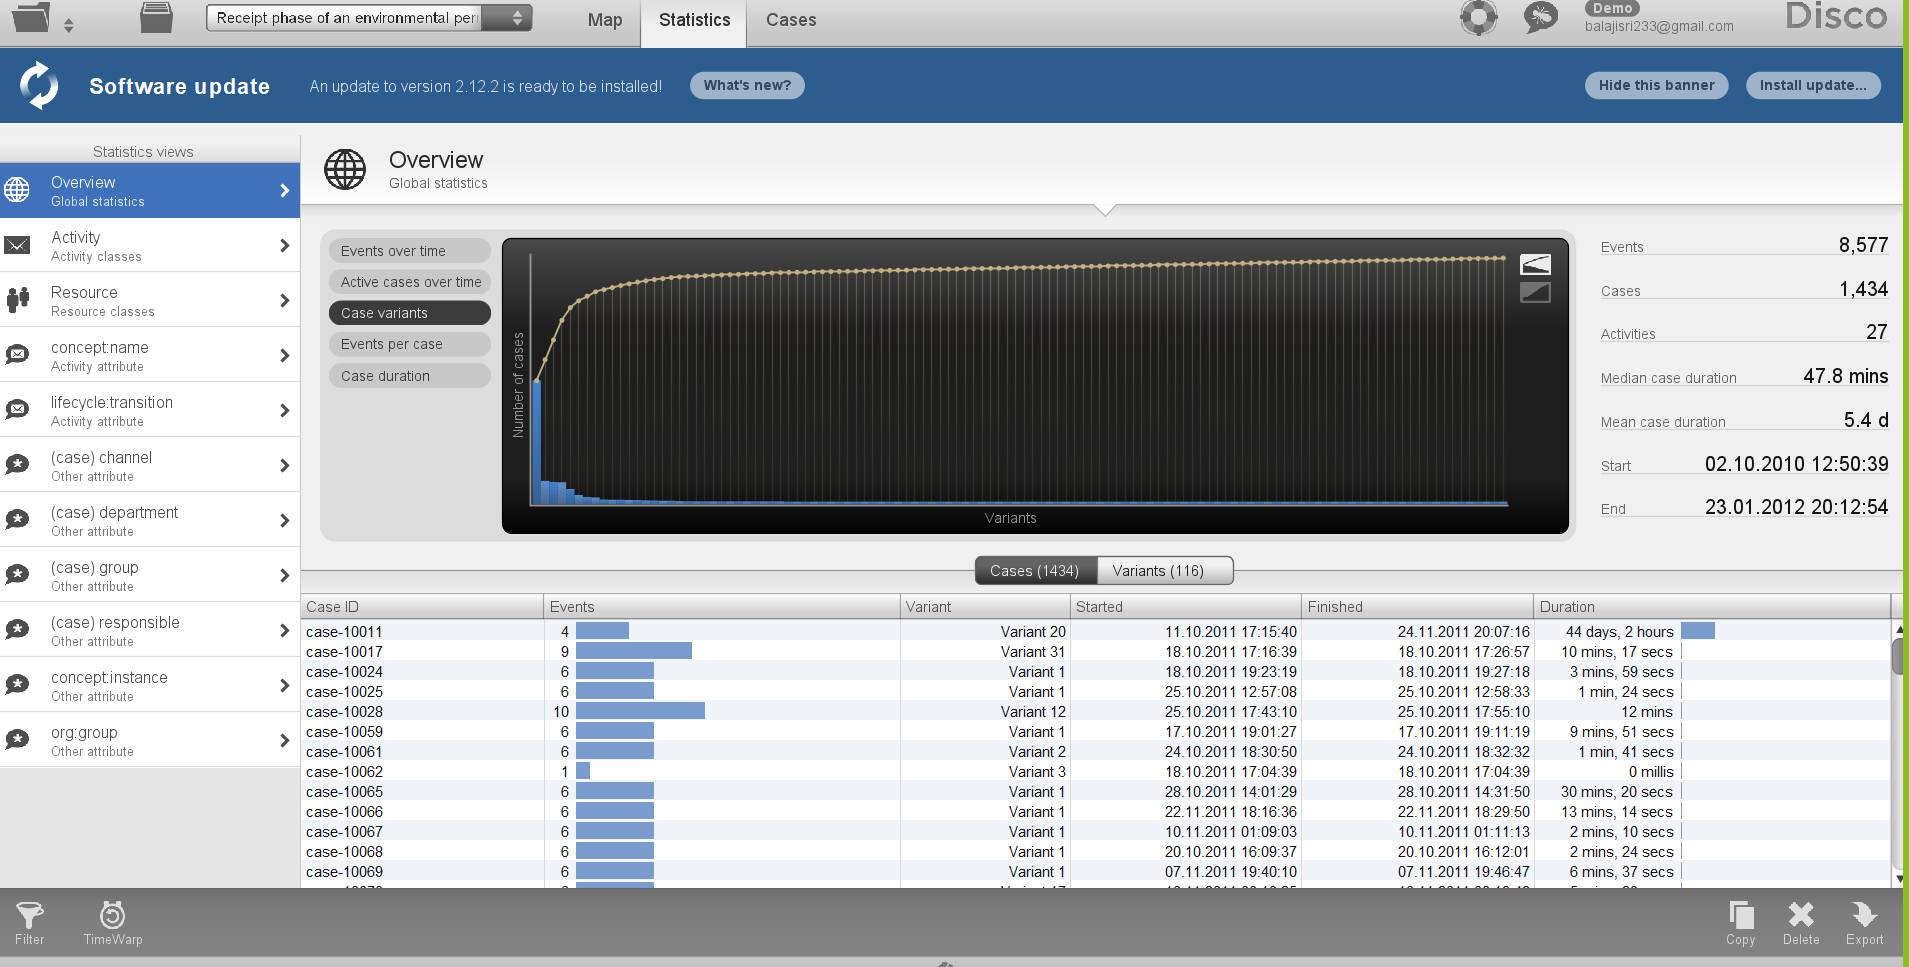 Receipt phase of an environmental per
Map
Statistics
Cases
Demo
balajisri233@gmail.com
Disco
Software update
An update to version 2.12.2 is ready to be installed!
What's new?
Hide this banner
Install update...
Statistics views
Overview
Global statistics
Activity
Activity classes
Resource
Resource classes
concept:name
Activity attribute
lifecycle:transition
Activity attribute
(case) channel
Other attribute
(case) department
Other attribute
(case) group
Other attribute
(case) responsible
Other attribute
concept:instance
Other attribute
org:group
Other attribute
Overview
Global statistics
Events over time
Active cases over time
Case variants
Events per case
Case duration
Number of cases
Variants
Events 8,577
Cases 1,434
Activities 27
Median case duration 47.8 mins
Mean case duration 5.4 d
Start 02.10.2010 12:50:39
End 23.01.2012 20:12:54
Cases (1434) Variants (116)
Case ID Events Variant Started Finished Duration
case-10011 4 Variant 20 11.10.2011 17:15:40 24.11.2011 20:07:16 44 days, 2 hours
case-10017 9 Variant 31 18.10.2011 17:16:39 18.10.2011 17:26:57 10 mins, 17 secs
case-10024 6 Variant 1 18.10.2011 19:23:19 18.10.2011 19:27:18 3 mins, 59 secs
case-10025 6 Variant 1 25.10.2011 12:57:08 25.10.2011 12:58:33 1 min, 24 secs
case-10028 10 Variant 12 25.10.2011 17:43:10 25.10.2011 17:55:10 12 mins
case-10059 6 Variant 1 17.10.2011 19:01:27 17.10.2011 19:11:19 9 mins, 51 secs
case-10061 6 Variant 2 24.10.2011 18:30:50 24.10.2011 18:32:32 1 min, 41 secs
case-10062 1 Variant 3 18.10.2011 17:04:39 18.10.2011 17:04:39 0 millis
case-10065 6 Variant 1 28.10.2011 14:01:29 28.10.2011 14:31:50 30 mins, 20 secs
case-10066 6 Variant 1 22.11.2011 18:16:36 22.11.2011 18:29:50 13 mins, 14 secs
case-10067 6 Variant 1 10.11.2011 01:09:03 10.11.2011 01:11:13 2 mins, 10 secs
case-10068 6 Variant 1 20.10.2011 16:09:37 20.10.2011 16:12:01 2 mins, 24 secs
case-10069 6 Variant 1 07.11.2011 19:40:10 07.11.2011 19:46:47 6 mins, 37 secs
Filter
TimeWarp
Copy
Delete
Export